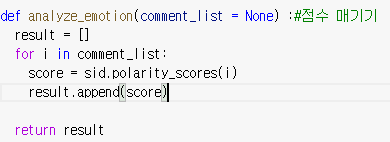 def analyze_emotion(comment_list = None) :#점수 매기기
  result = []
  for i in comment_list:
    score = sid.polarity_scores(i)
    result.append(score)

  return result